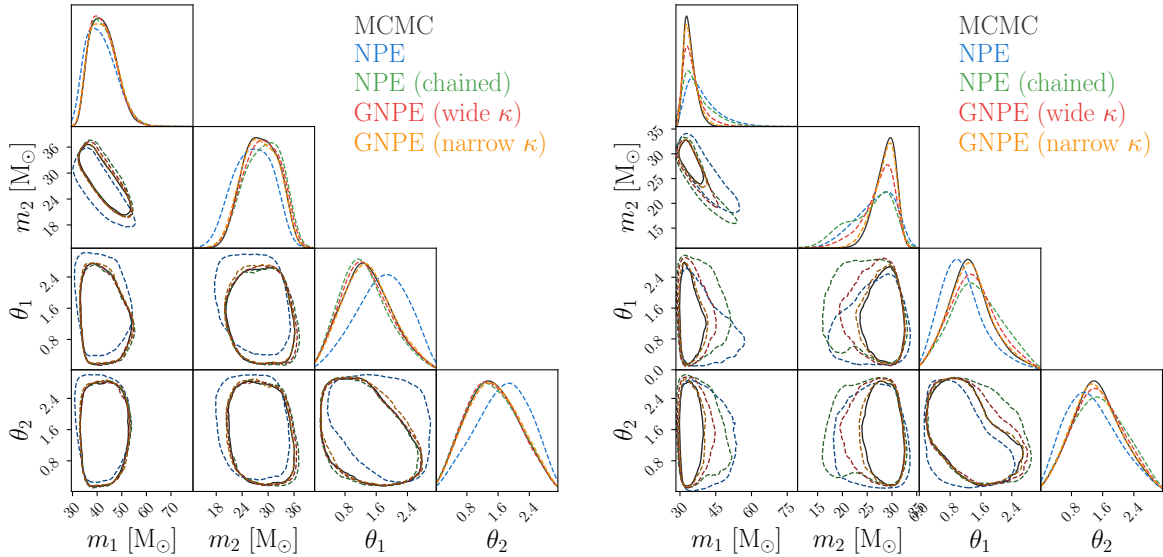 MCMC
NPE
NPE (chained)
GNPE (wide κ)
GNPE (narrow κ)
m₂ [M⊙]
36
30
24
18
θ₁
2.4
1.6
0.8
θ₂
2.4
1.6
0.8
30 40 50 60 70
m₁ [M⊙]
18 24 30 36
m₂ [M⊙]
0.8 1.6 2.4
θ₁
0.8 1.6 2.4
θ₂
MCMC
NPE
NPE (chained)
GNPE (wide κ)
GNPE (narrow κ)
m₂ [M⊙]
35
30
25
20
15
θ₁
2.4
1.6
0.8
0.0
θ₂
2.4
1.6
0.8
30 45 60 75
m₁ [M⊙]
15 20 25 30
m₂ [M⊙]
0.8 1.6 2.4
θ₁
0.8 1.6 2.4
θ₂